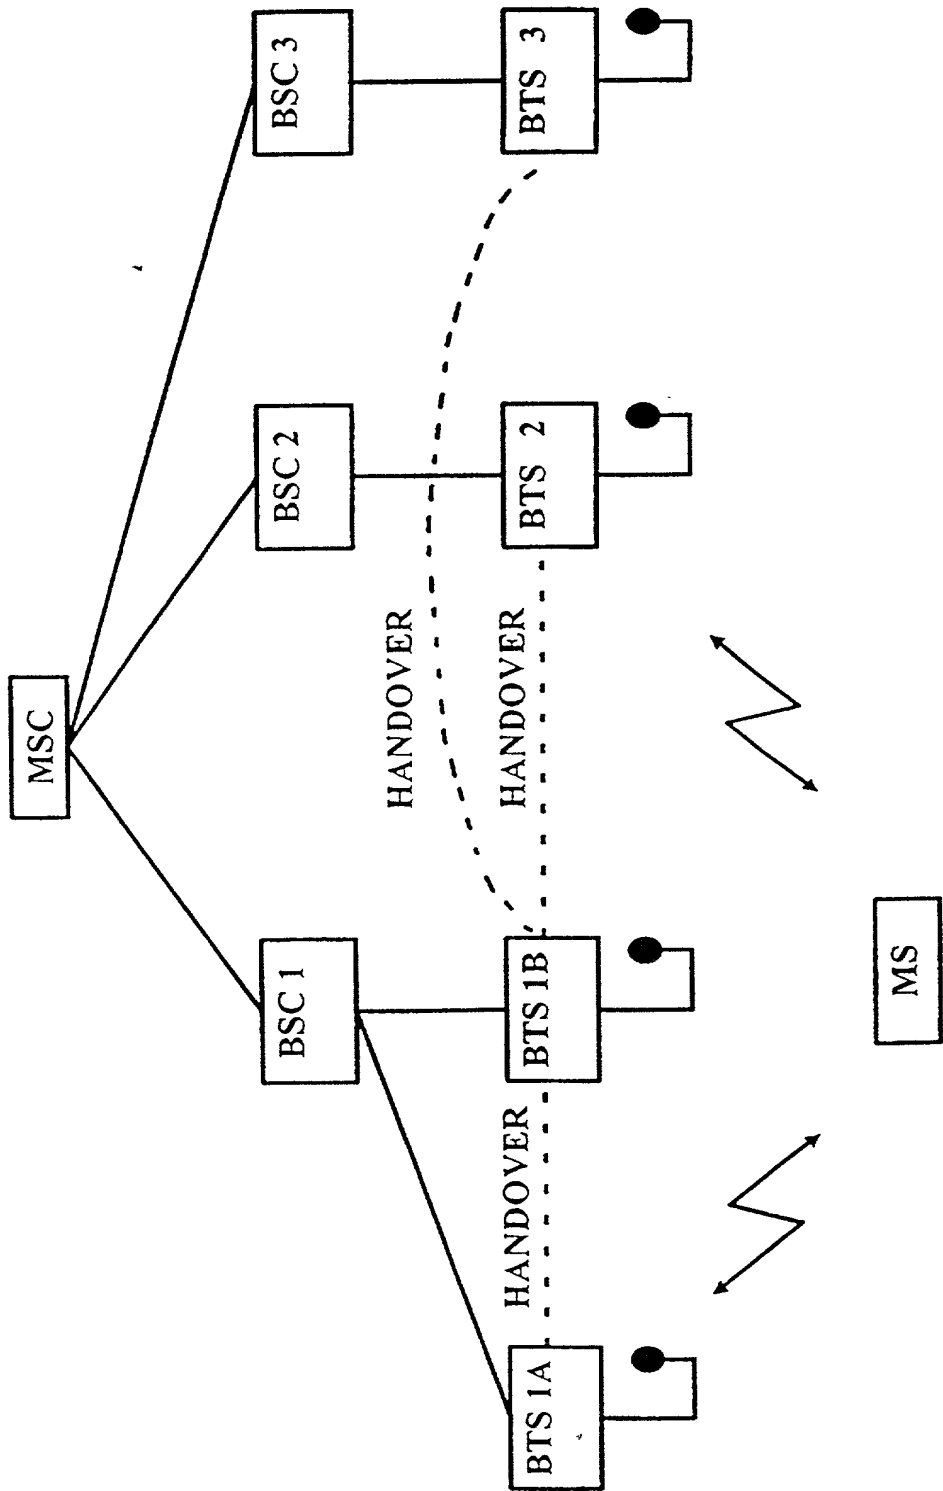 MSC
BSC 1
BSC 2
BSC 3
HANDOVER
HANDOVER
HANDOVER
BTS 1A
BTS 1B
BTS 2
BTS 3
MS